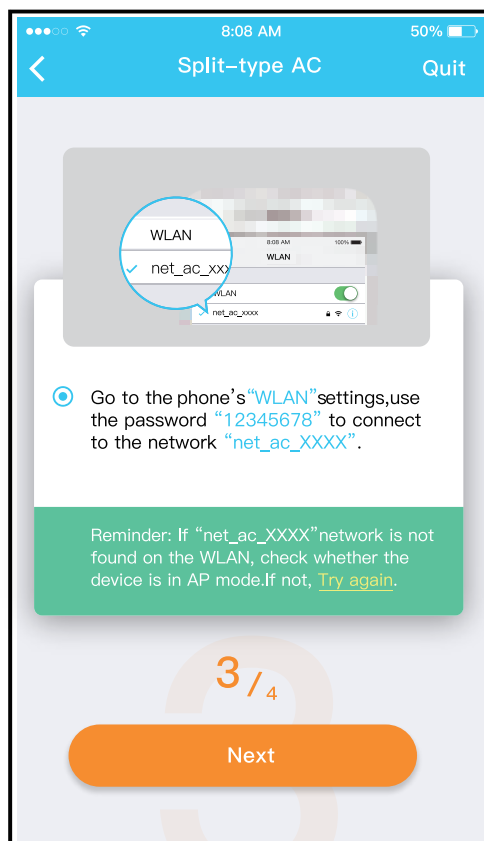 8:08 AM
50%
Split-type AC
Quit
WLAN
net_ac_xxx
8:08 AM
100%
WLAN
WLAN
net_ac_xxxx
Go to the phone's“WLAN”settings,use
the password “12345678” to connect
to the network “net_ac_XXXX”.
Reminder: If “net_ac_XXXX”network is not
found on the WLAN, check whether the
device is in AP mode.If not, Try again.
3/4
Next
3